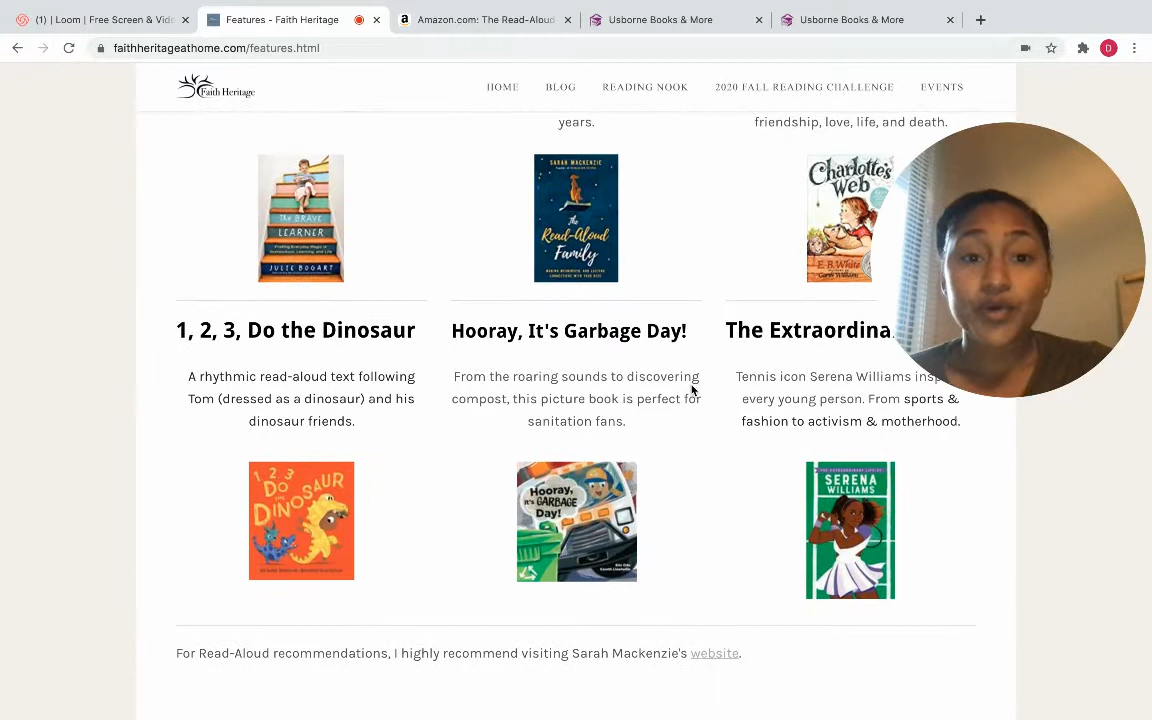 (1) | Loom | Free Screen & Vide
Features - Faith Heritage
Amazon.com: The Read-Aloud
Usborne Books & More
Usborne Books & More
faithheritageathome.com/features.html
D
Faith Heritage
HOME
BLOG
READING NOOK
2020 FALL READING CHALLENGE
EVENTS
years.
friendship, love, life, and death.
THE BRAVE
LEARNER
JULIE BOGART
SARAH MACKENZIE
The
Read-Aloud
Family
Charlotte's
Web
E. B. White
1, 2, 3, Do the Dinosaur
A rhythmic read-aloud text following
Tom (dressed as a dinosaur) and his
dinosaur friends.
Hooray, It's Garbage Day!
From the roaring sounds to discovering
compost, this picture book is perfect for
sanitation fans.
The Extraordina
Tennis icon Serena Williams insp
every young person. From sports &
fashion to activism & motherhood.
1 2 3
DO THE
DINOSAUR
Hooray,
it's GARBAGE
Day!
SERENA
WILLIAMS
For Read-Aloud recommendations, I highly recommend visiting Sarah Mackenzie's website.